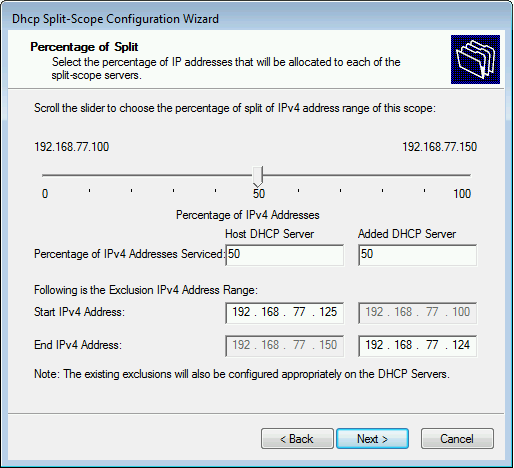 Dhcp Split-Scope Configuration Wizard
Percentage of Split
Select the percentage of IP addresses that will be allocated to each of the
split-scope servers.
Scroll the slider to choose the percentage of split of IPv4 address range of this scope:
192.168.77.100 192.168.77.150
0 50 100
Percentage of IPv4 Addresses
Host DHCP Server Added DHCP Server
Percentage of IPv4 Addresses Serviced: 50 50
Following is the Exclusion IPv4 Address Range:
Start IPv4 Address: 192 . 168 . 77 . 125 192 . 168 . 77 . 100
End IPv4 Address: 192 . 168 . 77 . 150 192 . 168 . 77 . 124
Note: The existing exclusions will also be configured appropriately on the DHCP Servers.
< Back Next > Cancel